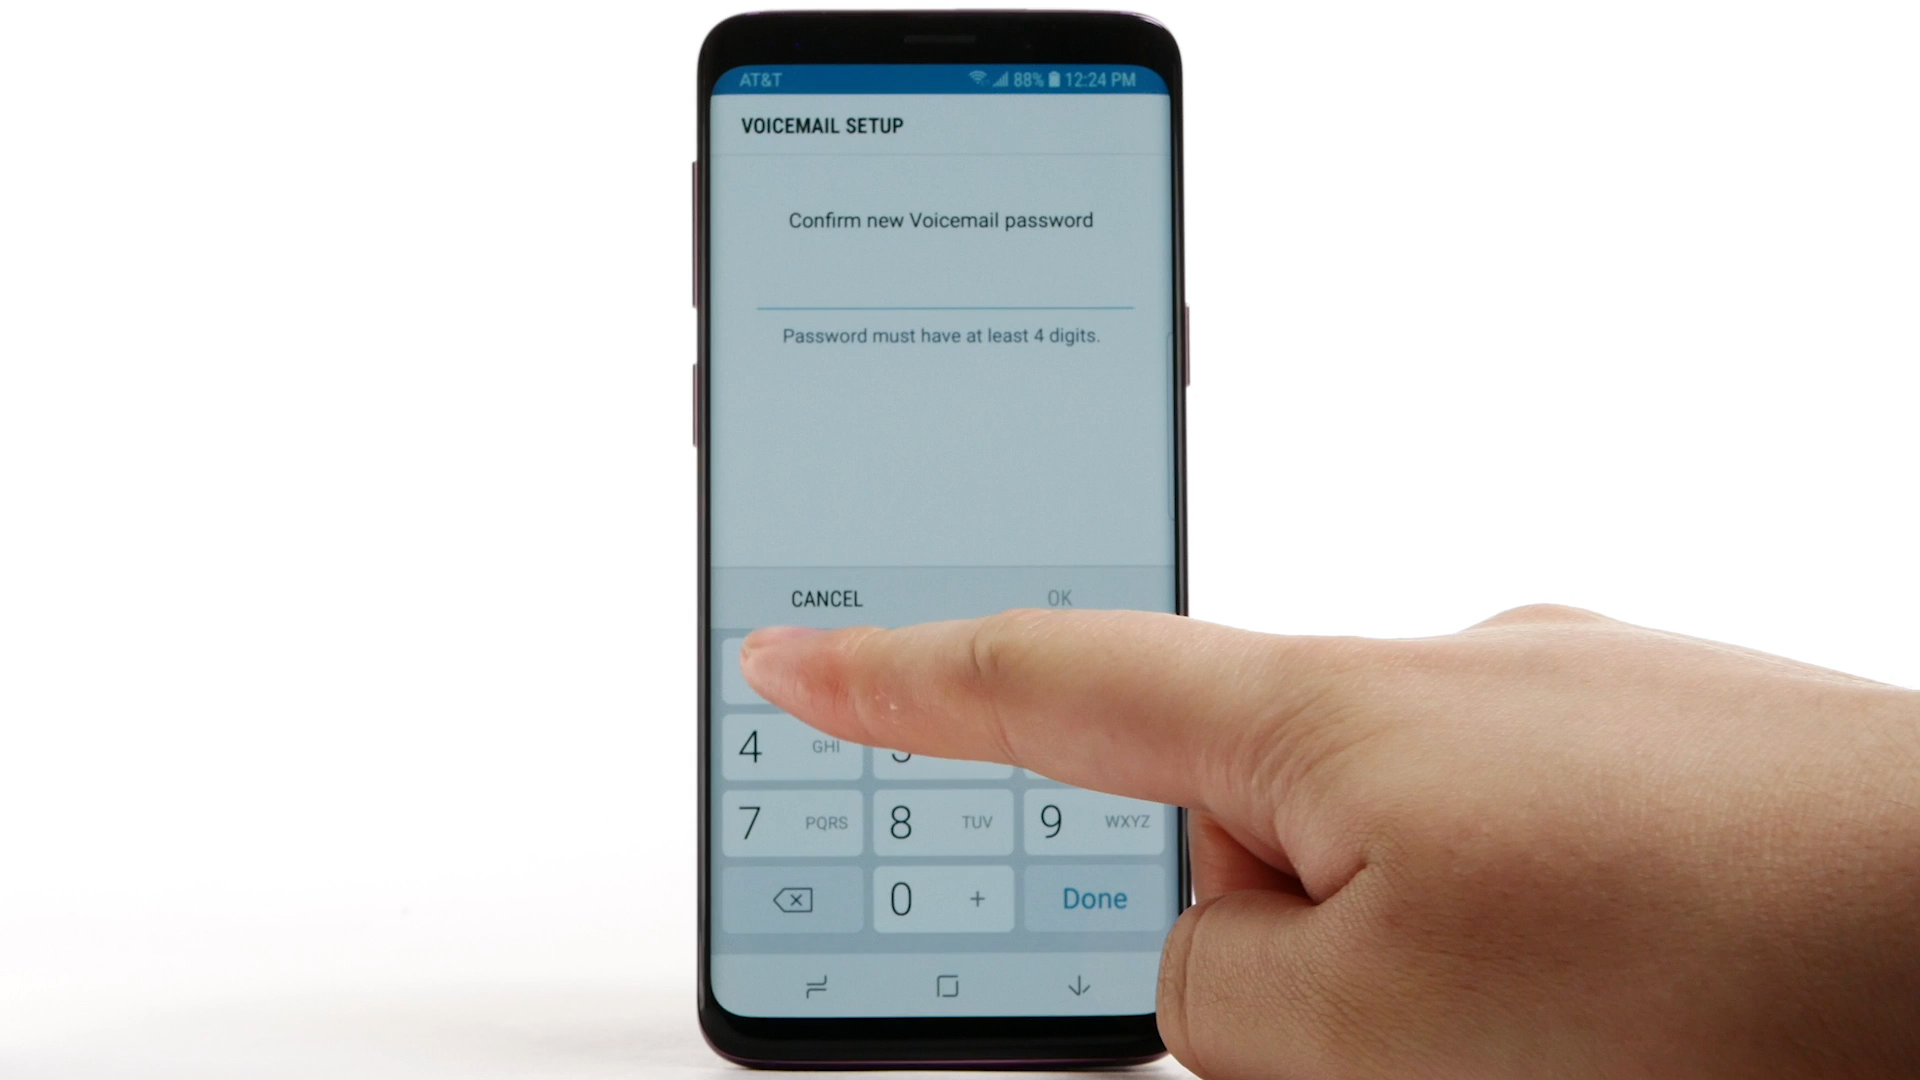 AT&T 88% 12:24 PM
VOICEMAIL SETUP
Confirm new Voicemail password
Password must have at least 4 digits.
CANCEL OK
4 GHI
7 PQRS 8 TUV 9 WXYZ
0 + Done